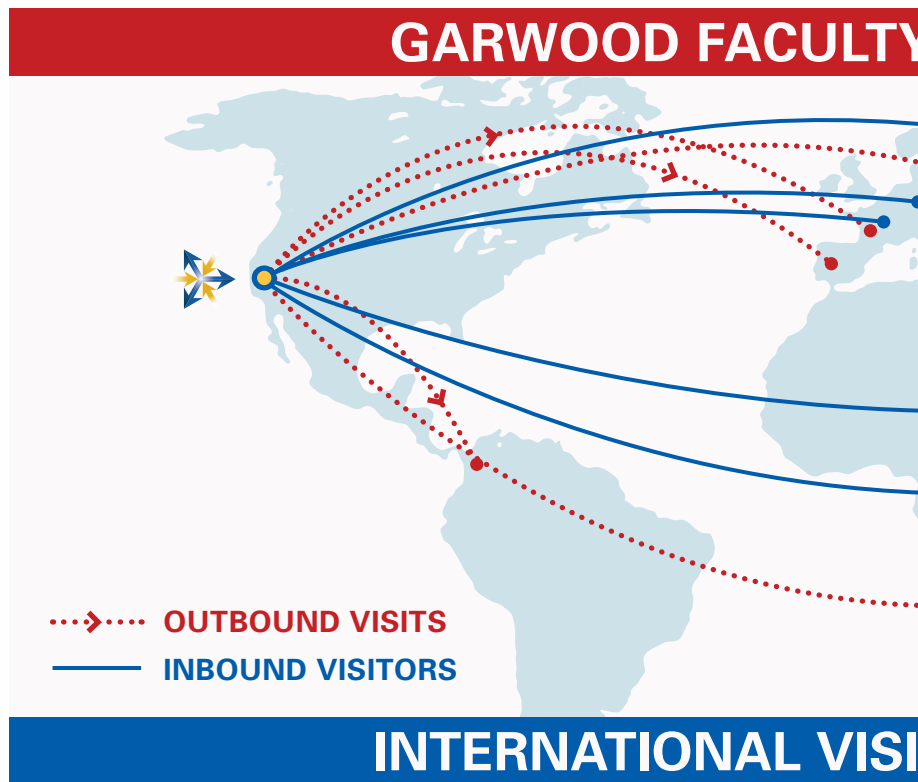 GARWOOD FACULTY
OUTBOUND VISITS
INBOUND VISITORS
INTERNATIONAL VISI